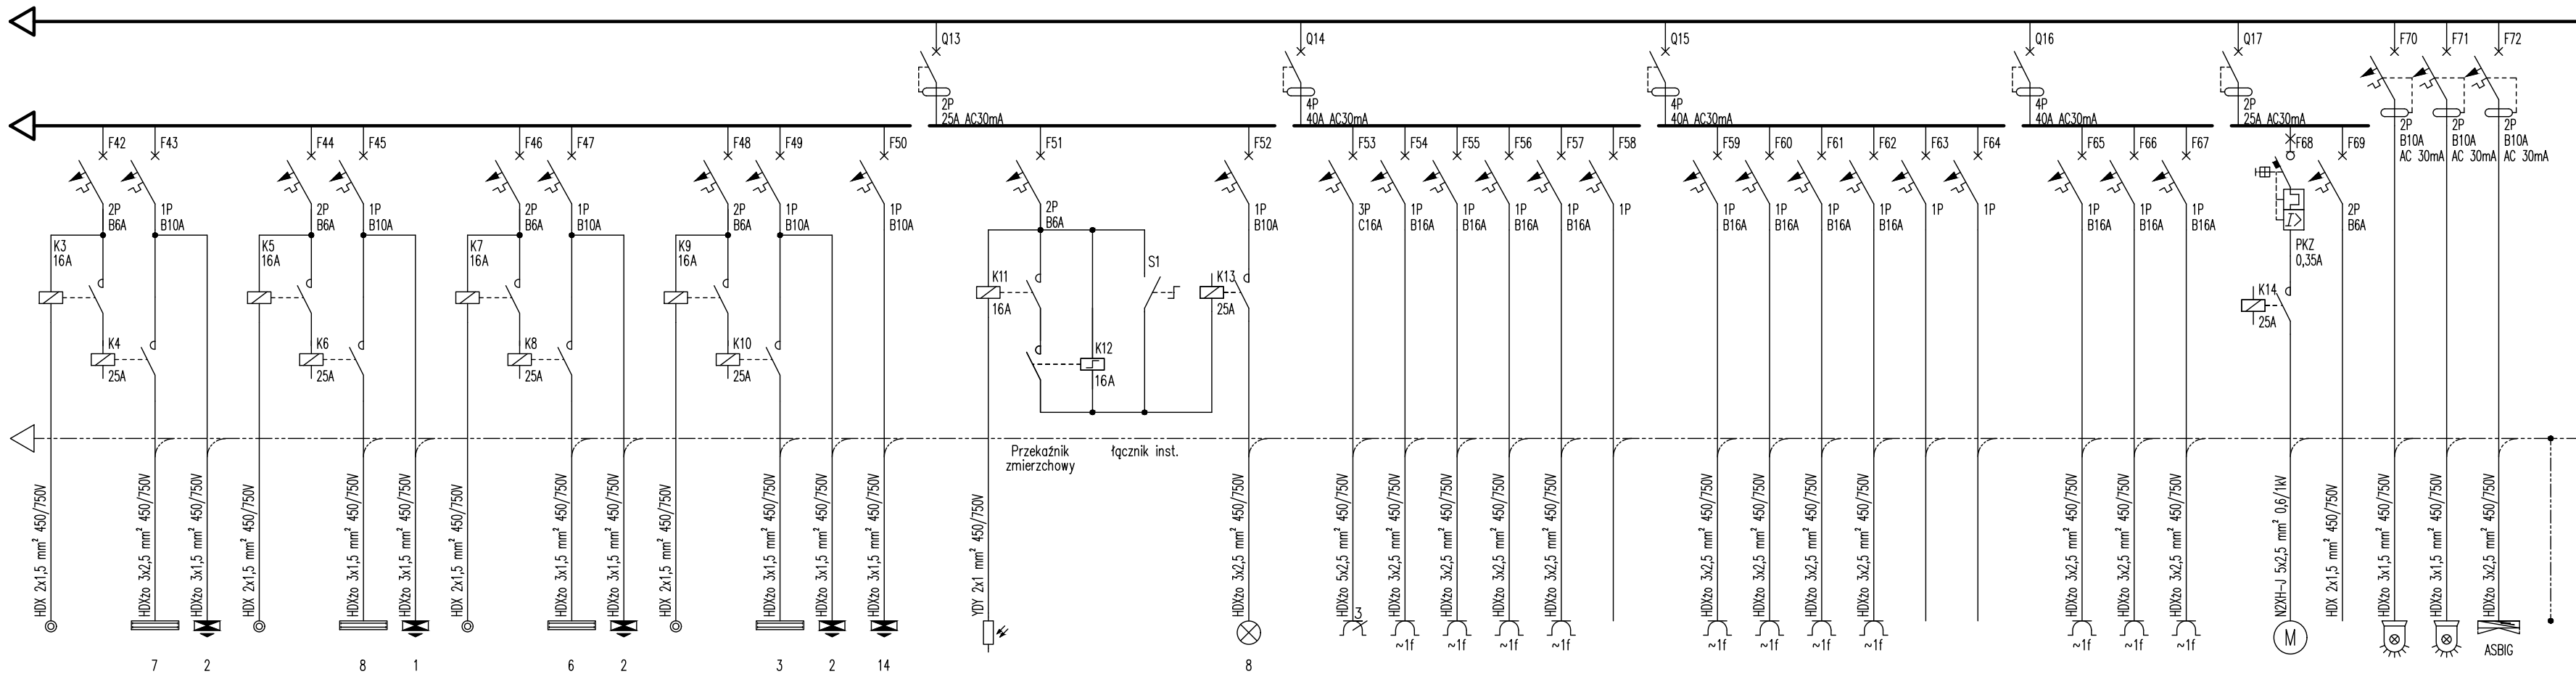 Q13
Q14
Q15
Q16
Q17
F70
F71
F72
2P
25A AC30mA
4P
40A AC30mA
4P
40A AC30mA
4P
40A AC30mA
2P
25A AC30mA
2P
B10A
AC 30mA
2P
B10A
AC 30mA
2P
B10A
AC 30mA
F42
F43
F44
F45
F46
F47
F48
F49
F50
F51
F52
F53
F54
F55
F56
F57
F58
F59
F60
F61
F62
F63
F64
F65
F66
F67
F68
F69
2P
B6A
1P
B10A
2P
B6A
1P
B10A
2P
B6A
1P
B10A
2P
B6A
1P
B10A
1P
B10A
2P
B6A
1P
B10A
3P
C16A
1P
B16A
1P
B16A
1P
B16A
1P
B16A
1P
1P
B16A
1P
B16A
1P
B16A
1P
B16A
1P
1P
1P
B16A
1P
B16A
1P
B16A
PKZ
0,35A
2P
B6A
K3
16A
K5
16A
K7
16A
K9
16A
K11
16A
S1
K13
25A
K14
25A
K4
25A
K6
25A
K8
25A
K10
25A
K12
16A
Przekaźnik
zmierzchowy
łącznik inst.
HDX 2x1,5 mm² 450/750V
HDXżo 3x2,5 mm² 450/750V
HDXżo 3x1,5 mm² 450/750V
HDX 2x1,5 mm² 450/750V
HDXżo 3x1,5 mm² 450/750V
HDXżo 3x1,5 mm² 450/750V
HDX 2x1,5 mm² 450/750V
HDXżo 3x1,5 mm² 450/750V
HDXżo 3x1,5 mm² 450/750V
HDX 2x1,5 mm² 450/750V
HDXżo 3x1,5 mm² 450/750V
HDXżo 3x1,5 mm² 450/750V
HDXżo 3x1,5 mm² 450/750V
YDY 2x1 mm² 450/750V
HDXżo 3x2,5 mm² 450/750V
HDXżo 5x2,5 mm² 450/750V
HDXżo 3x2,5 mm² 450/750V
HDXżo 3x2,5 mm² 450/750V
HDXżo 3x2,5 mm² 450/750V
HDXżo 3x2,5 mm² 450/750V
HDXżo 3x2,5 mm² 450/750V
HDXżo 3x2,5 mm² 450/750V
HDXżo 3x2,5 mm² 450/750V
HDXżo 3x2,5 mm² 450/750V
HDXżo 3x2,5 mm² 450/750V
HDXżo 3x2,5 mm² 450/750V
HDXżo 3x2,5 mm² 450/750V
N2XH-J 5x2,5 mm² 0,6/1kV
HDX 2x1,5 mm² 450/750V
HDXżo 3x1,5 mm² 450/750V
HDXżo 3x1,5 mm² 450/750V
HDXżo 3x2,5 mm² 450/750V
3
~1f
~1f
~1f
~1f
~1f
~1f
~1f
~1f
~1f
~1f
~1f
M
ASBIG
7
2
8
1
6
2
3
2
14
8